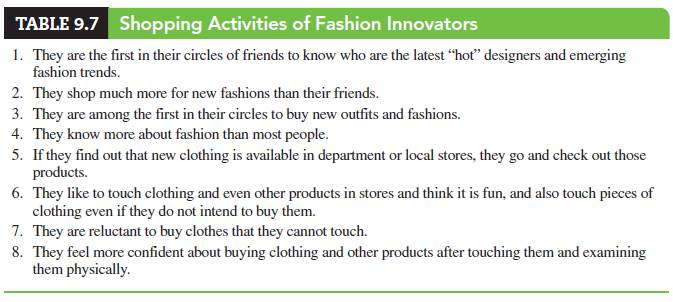 TABLE 9.7 Shopping Activities of Fashion Innovators
1. They are the first in their circles of friends to know who are the latest “hot” designers and emerging
fashion trends.
2. They shop much more for new fashions than their friends.
3. They are among the first in their circles to buy new outfits and fashions.
4. They know more about fashion than most people.
5. If they find out that new clothing is available in department or local stores, they go and check out those
products.
6. They like to touch clothing and even other products in stores and think it is fun, and also touch pieces of
clothing even if they do not intend to buy them.
7. They are reluctant to buy clothes that they cannot touch.
8. They feel more confident about buying clothing and other products after touching them and examining
them physically.